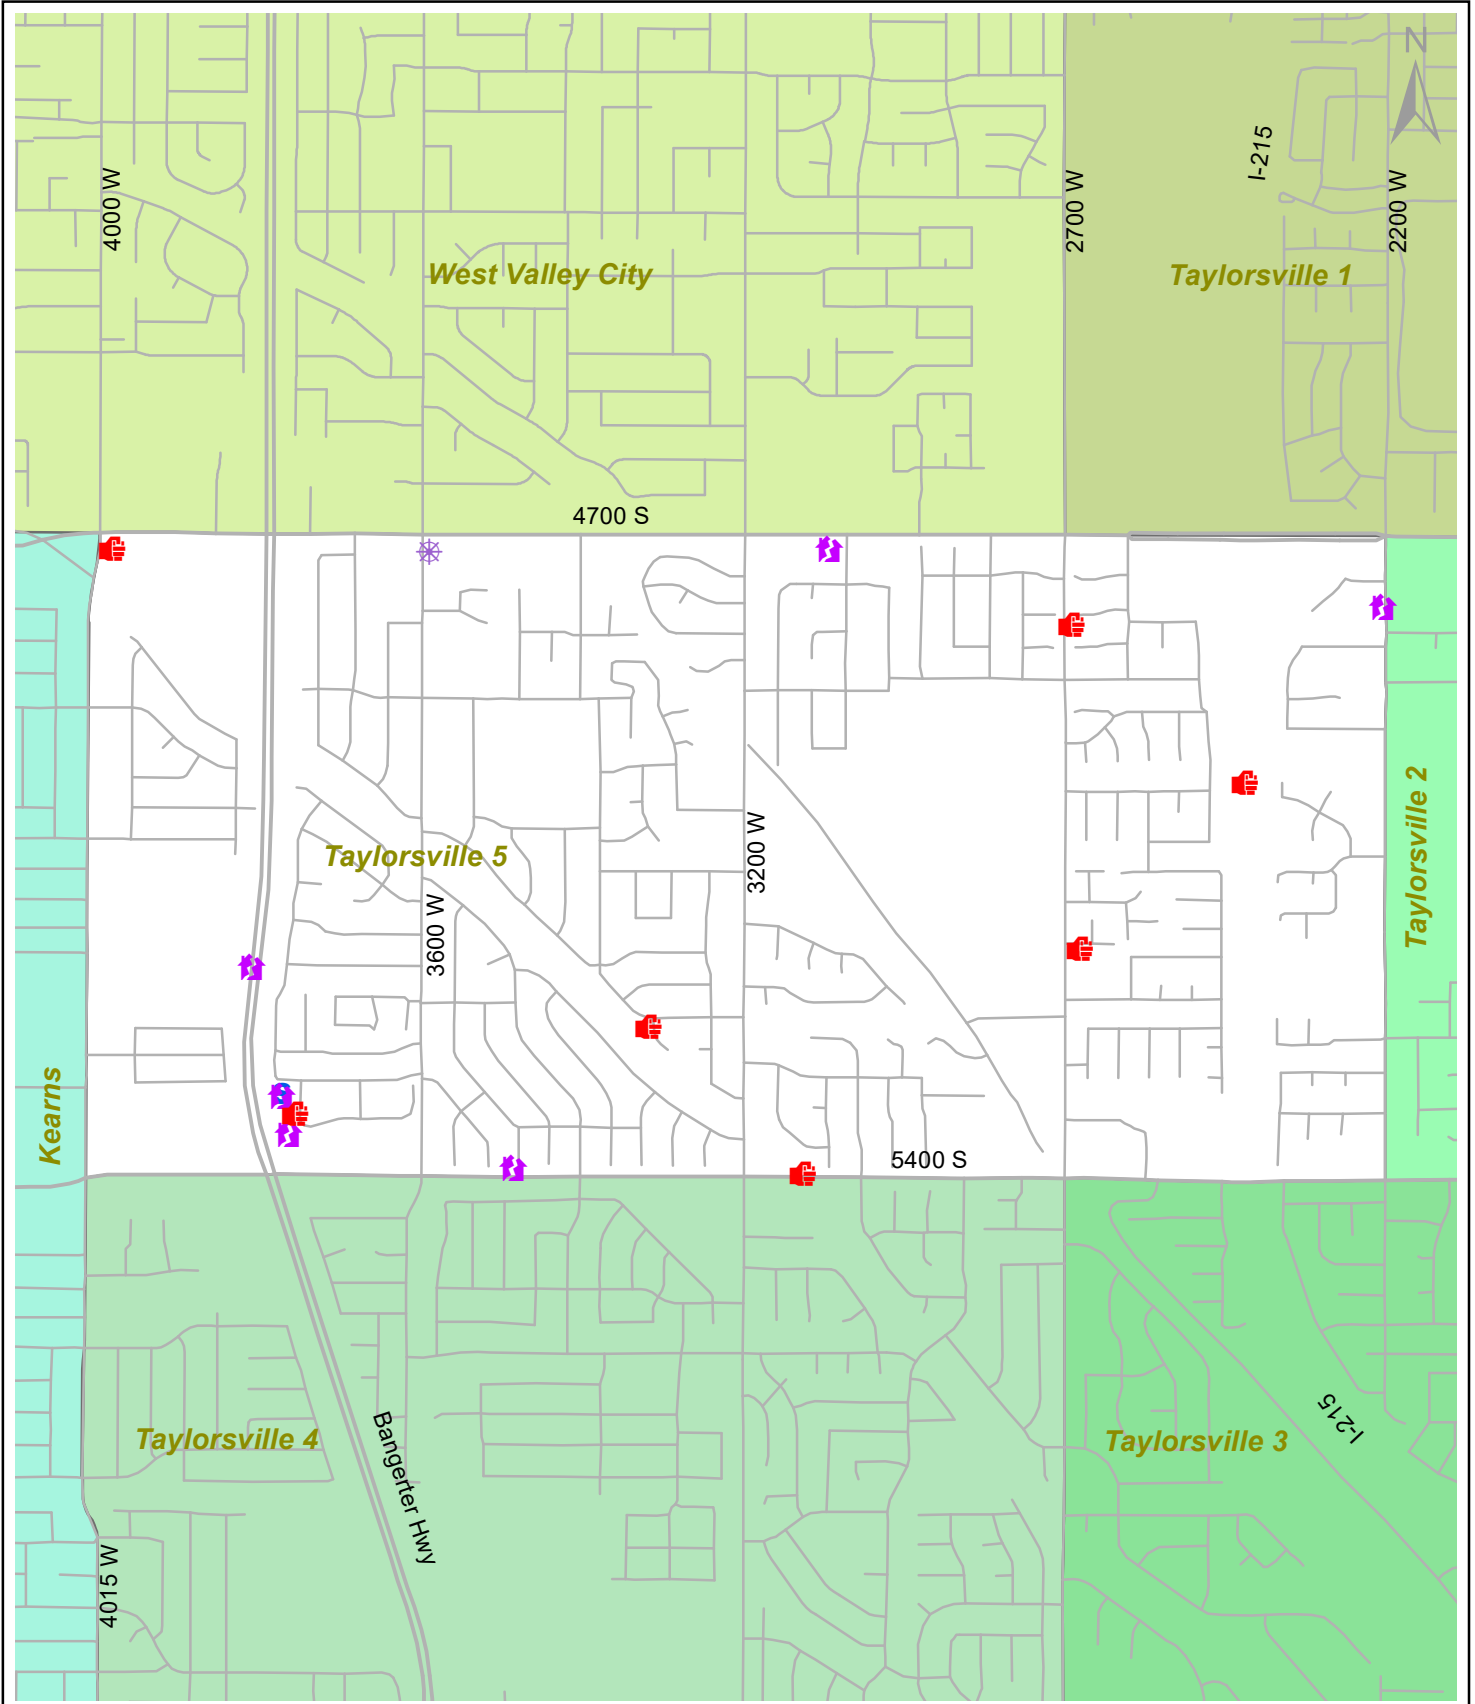 N
I-215
4000 W
2700 W
2200 W
West Valley City
Taylorsville 1
4700 S
Taylorsville 2
3200 W
Taylorsville 5
3600 W
Kearns
S
5400 S
I-215
Taylorsville 4
Taylorsville 3
Bangerter Hwy
4015 W